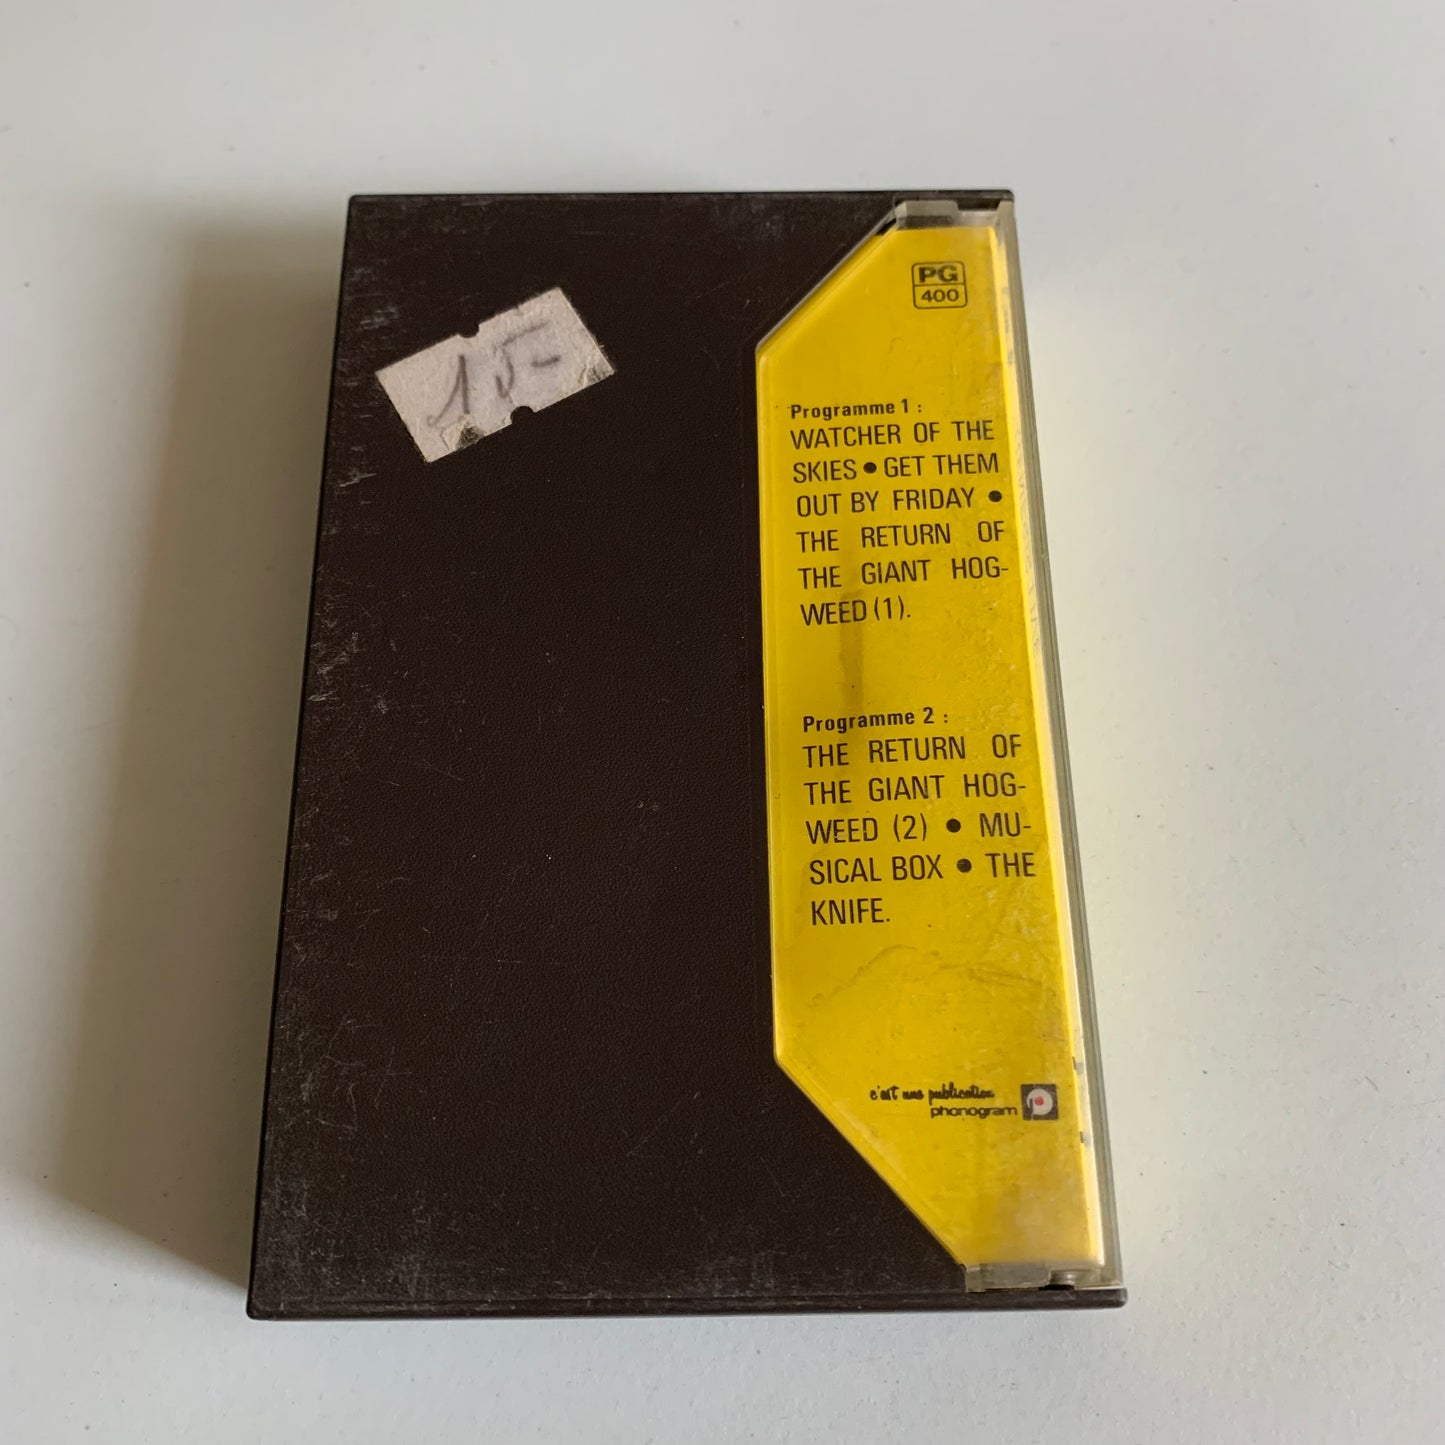 15-
PG
400
Programme 1 :
WATCHER OF THE
SKIES • GET THEM
OUT BY FRIDAY •
THE RETURN OF
THE GIANT HOG-
WEED (1).
Programme 2 :
THE RETURN OF
THE GIANT HOG-
WEED (2) • MU-
SICAL BOX • THE
KNIFE.
c'est une publication
phonogram